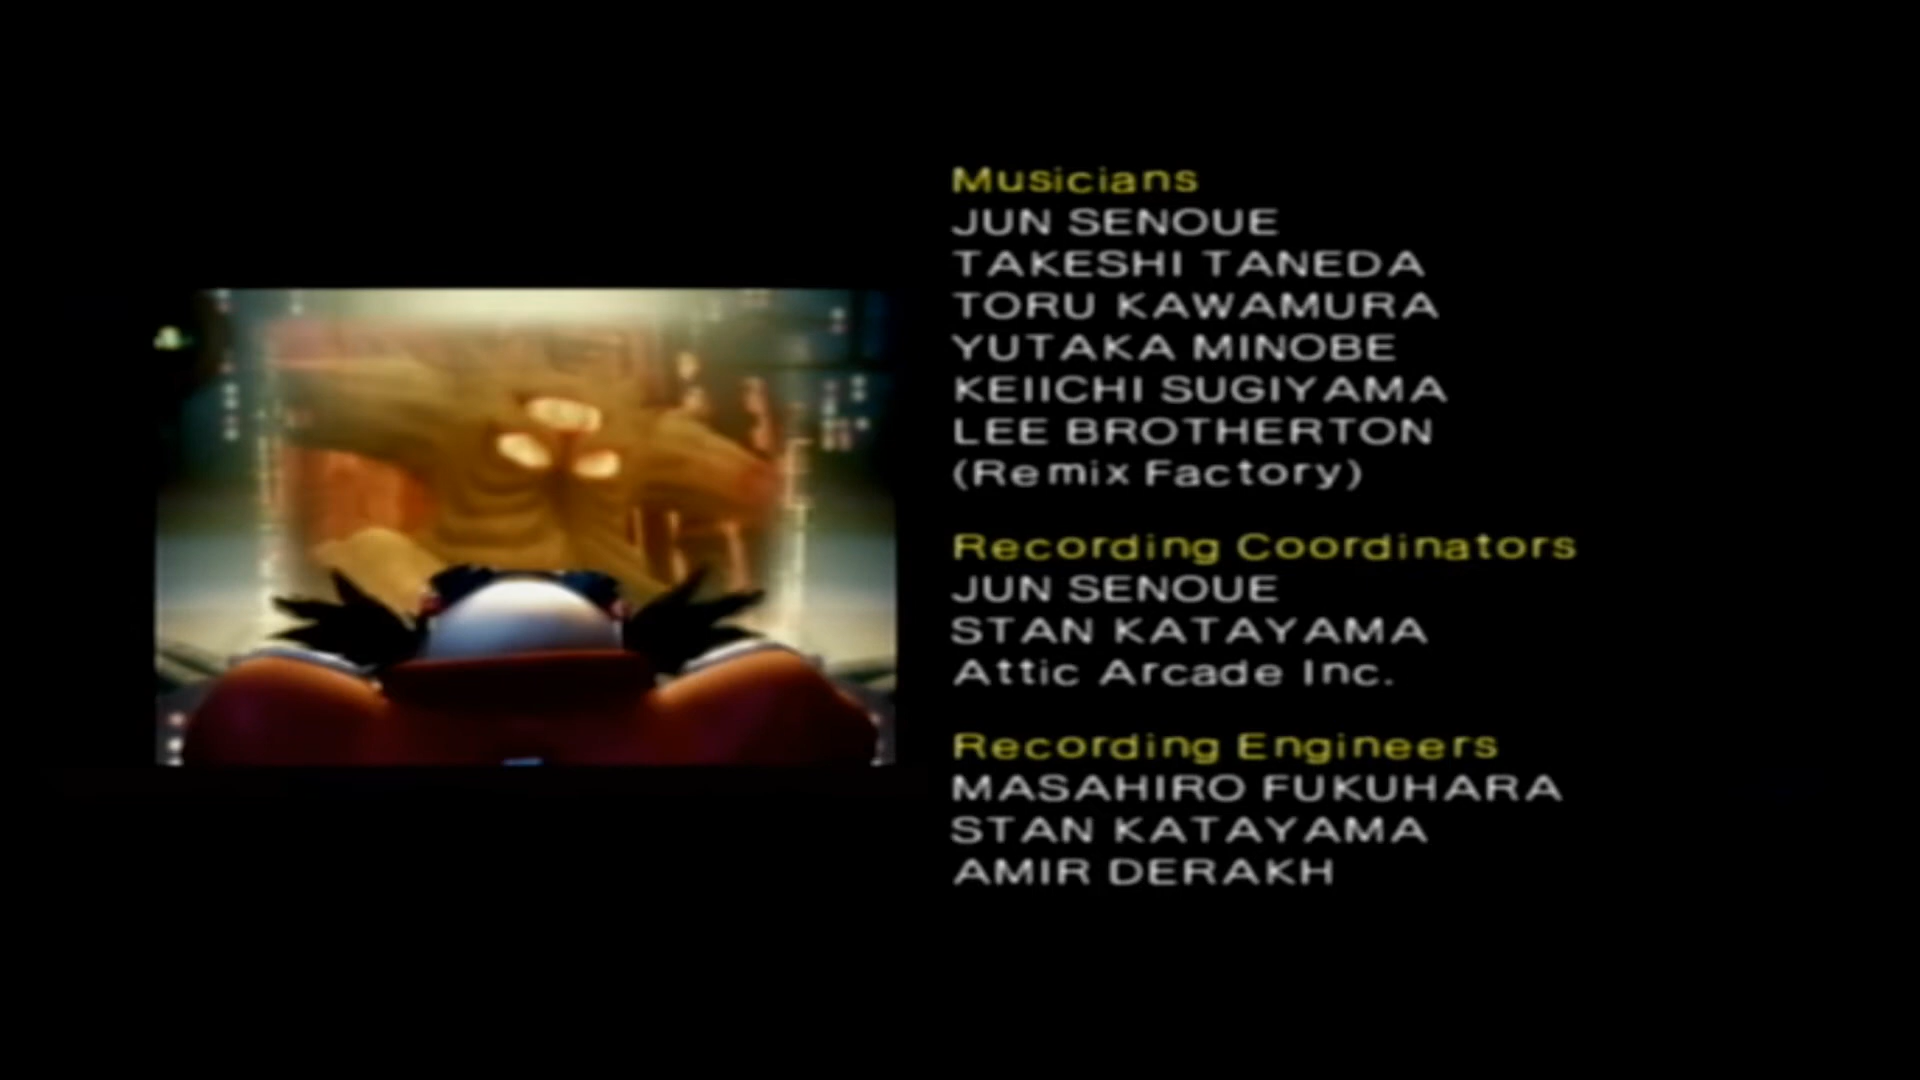 Musicians
JUN SENOUE
TAKESHI TANEDA
TORU KAWAMURA
YUTAKA MINOBE
KEIICHI SUGIYAMA
LEE BROTHERTON
(Remix Factory)
Recording Coordinators
JUN SENOUE
STAN KATAYAMA
Attic Arcade Inc.
Recording Engineers
MASAHIRO FUKUHARA
STAN KATAYAMA
AMIR DERAKH